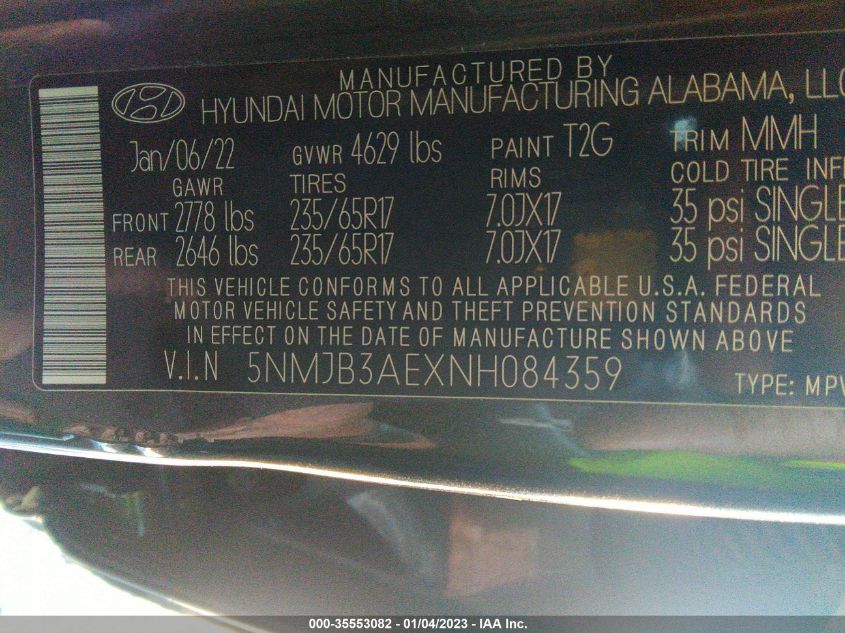 MANUFACTURED BY
HYUNDAI MOTOR MANUFACTURING ALABAMA, LLC
Jan/06/22 GVWR 4629 lbs PAINT T2G TRIM MMH
GAWR TIRES RIMS COLD TIRE INF
FRONT 2778 lbs 235/65R17 7.0JX17 35 psi SINGLE
REAR 2646 lbs 235/65R17 7.0JX17 35 psi SINGLE
THIS VEHICLE CONFORMS TO ALL APPLICABLE U.S.A. FEDERAL
MOTOR VEHICLE SAFETY AND THEFT PREVENTION STANDARDS
IN EFFECT ON THE DATE OF MANUFACTURE SHOWN ABOVE
V.I.N 5NMJB3AEXNH084359 TYPE: MPV
000-35553082 - 01/04/2023 - IAA Inc.